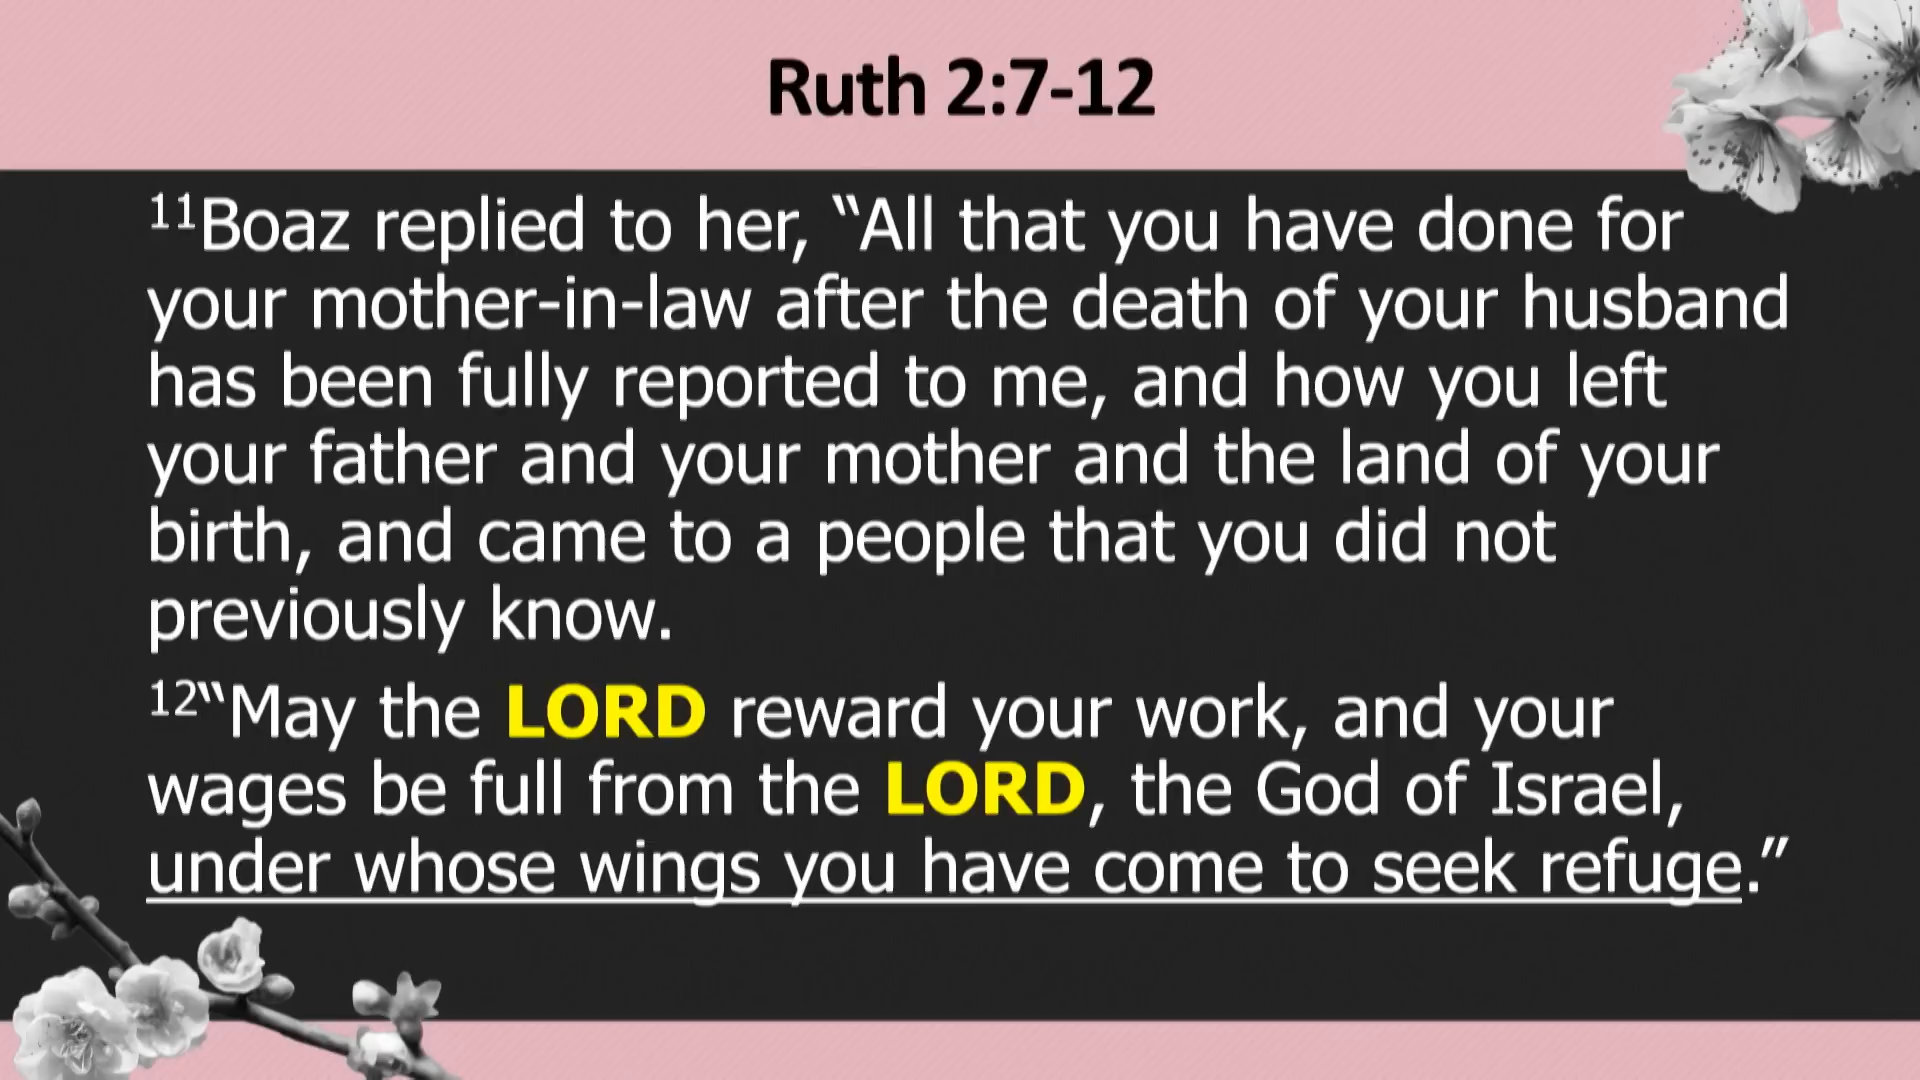 Ruth 2:7-12
11Boaz replied to her, “All that you have done for
your mother-in-law after the death of your husband
has been fully reported to me, and how you left
your father and your mother and the land of your
birth, and came to a people that you did not
previously know.
12“May the LORD reward your work, and your
wages be full from the LORD, the God of Israel,
under whose wings you have come to seek refuge.”